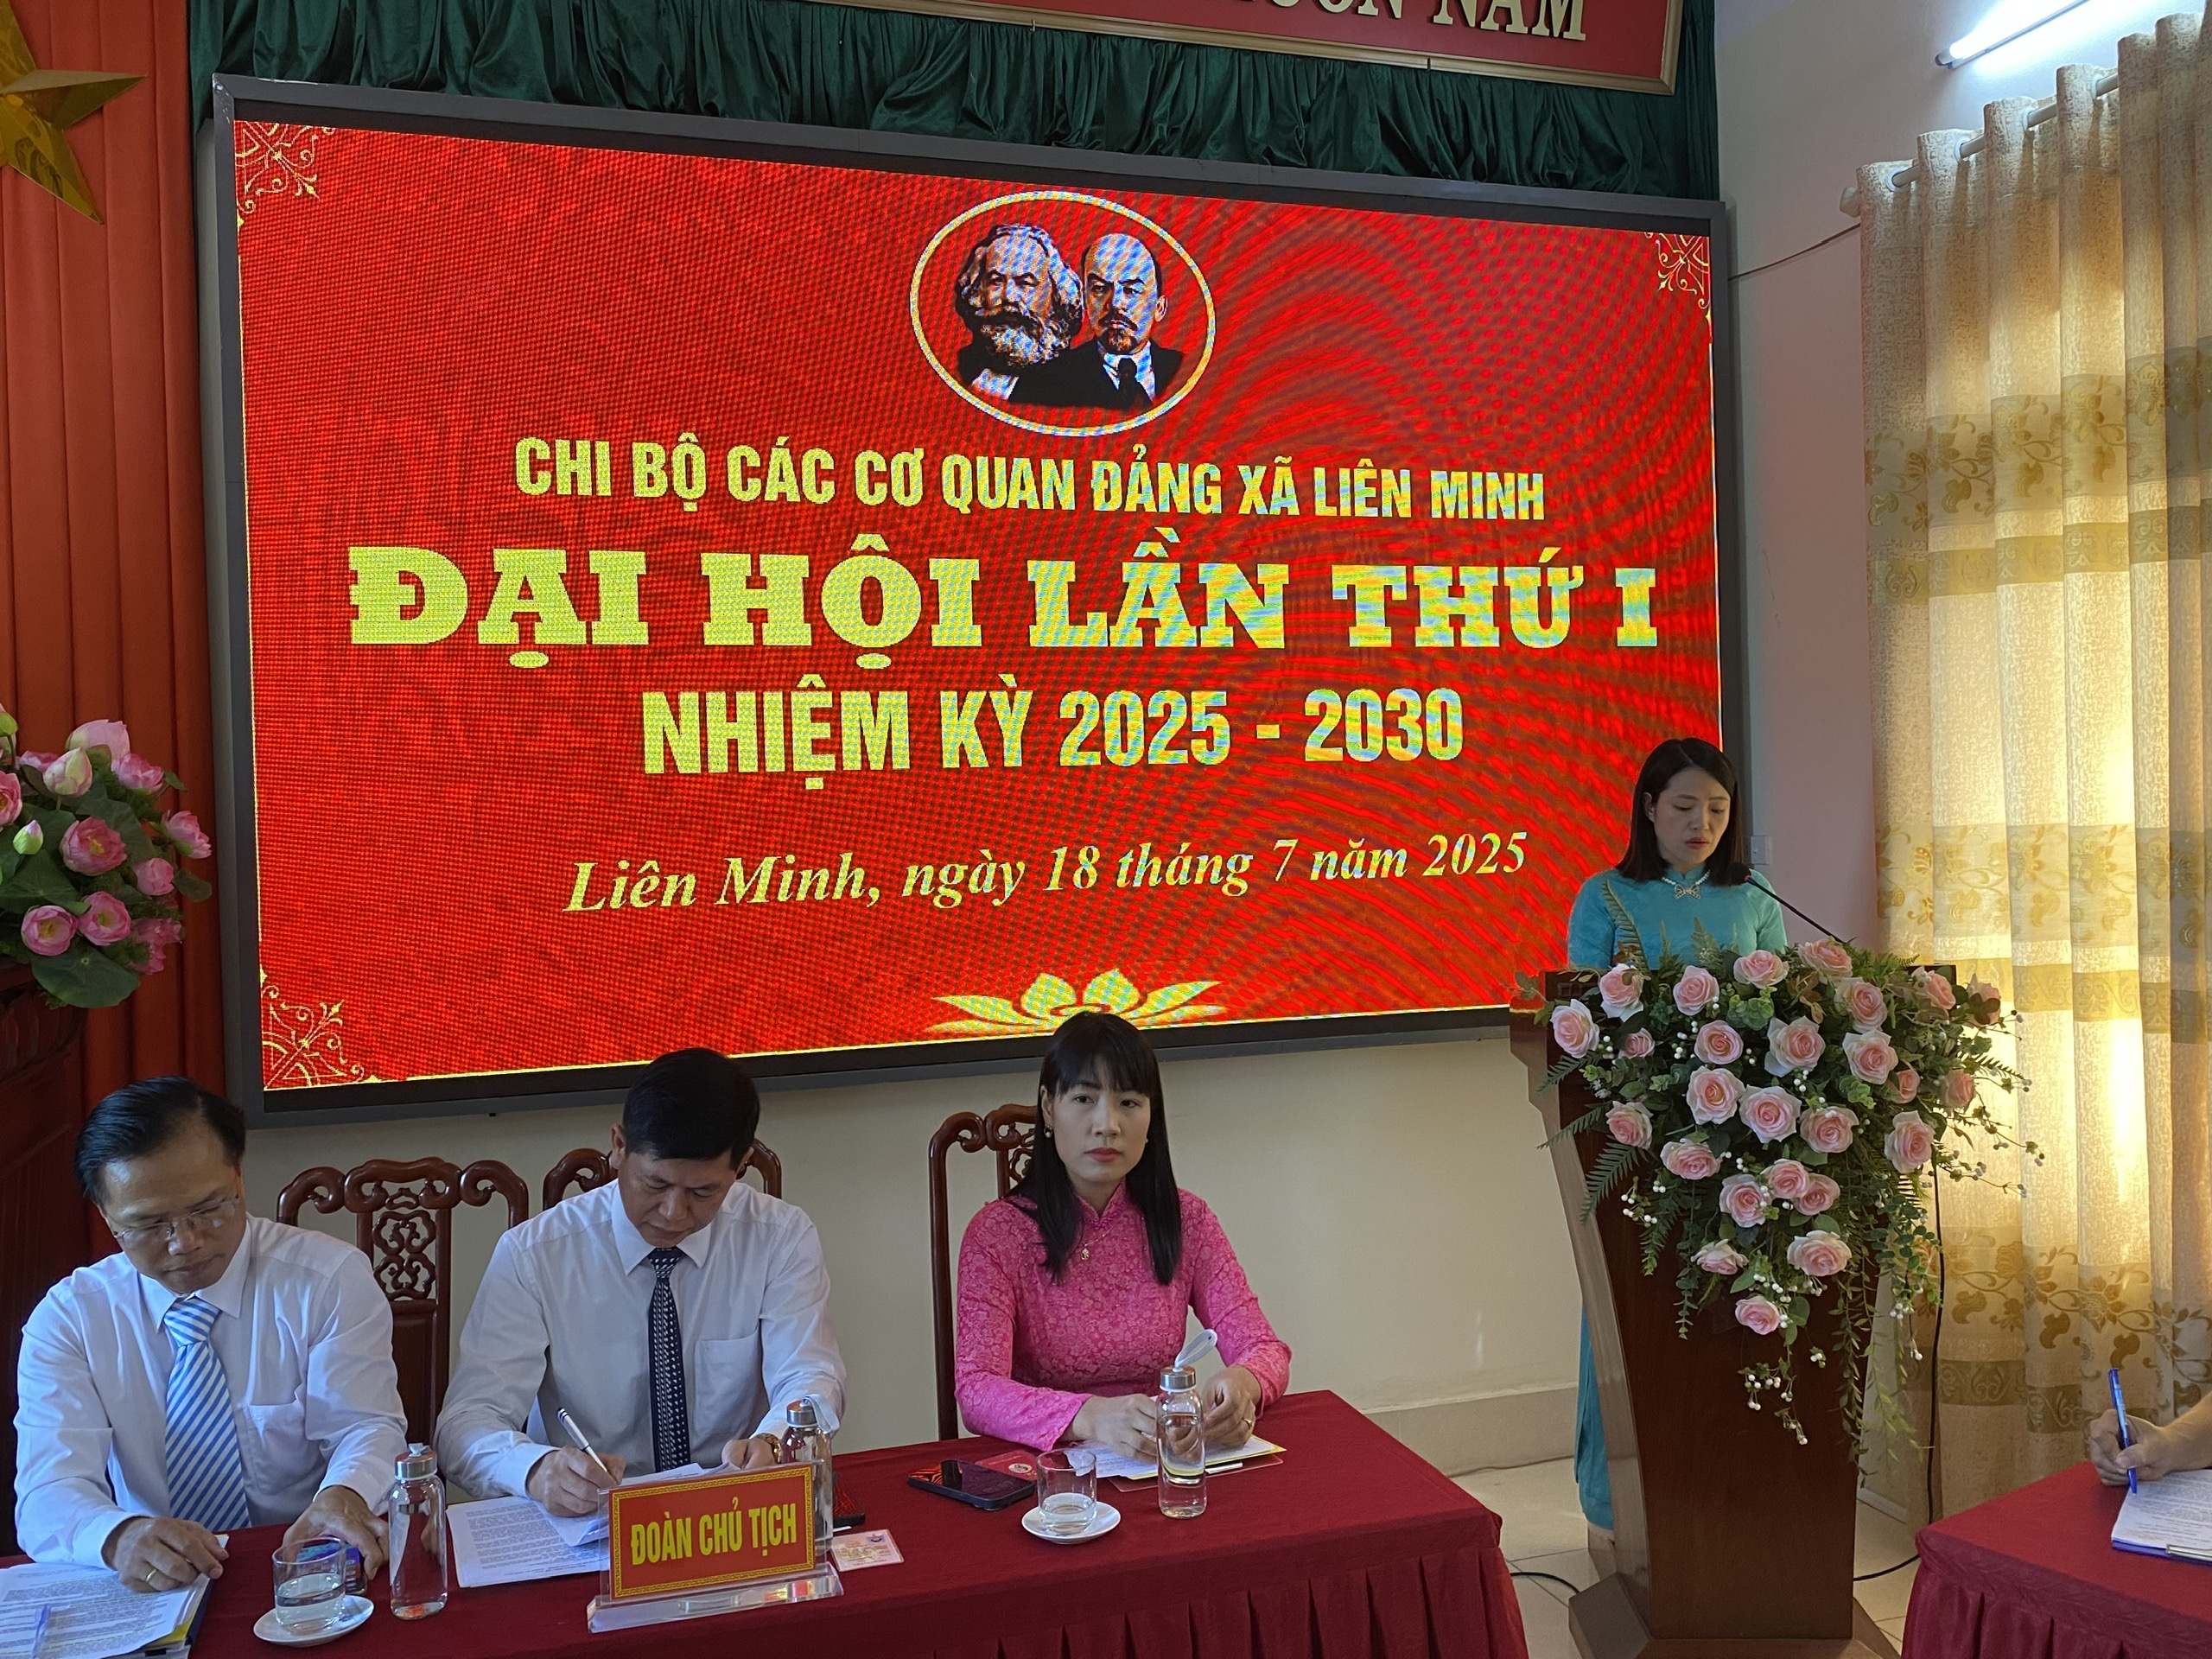 NAM
CHI BỘ CÁC CƠ QUAN ĐẢNG XÃ LIÊN MINH
ĐẠI HỘI LẦN THỨ I
NHIỆM KỲ 2025 - 2030
Liên Minh, ngày 18 tháng 7 năm 2025
ĐOÀN CHỦ TỊCH